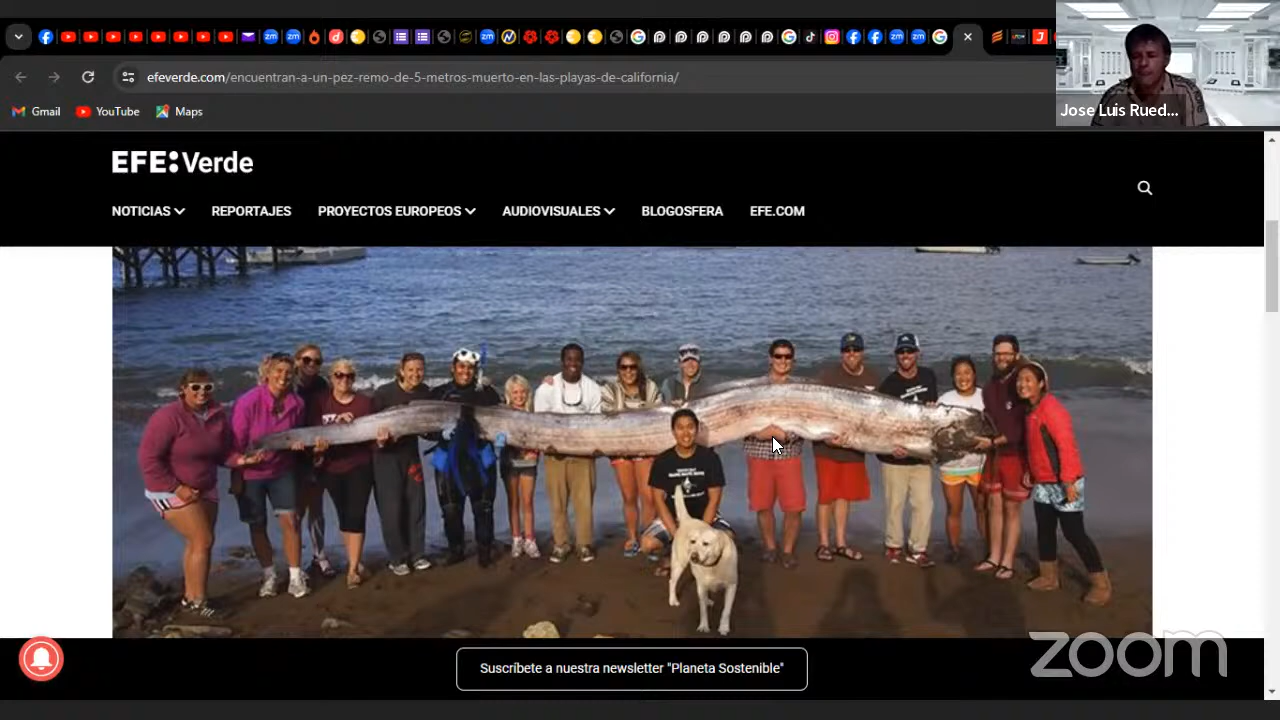 efeverde.com/encuentran-a-un-pez-remo-de-5-metros-muerto-en-las-playas-de-california/
Gmail YouTube Maps
Jose Luis Rued...
EFE:Verde
NOTICIAS REPORTAJES PROYECTOS EUROPEOS AUDIOVISUALES BLOGOSFERA EFE.COM
Suscríbete a nuestra newsletter "Planeta Sostenible"
zoom